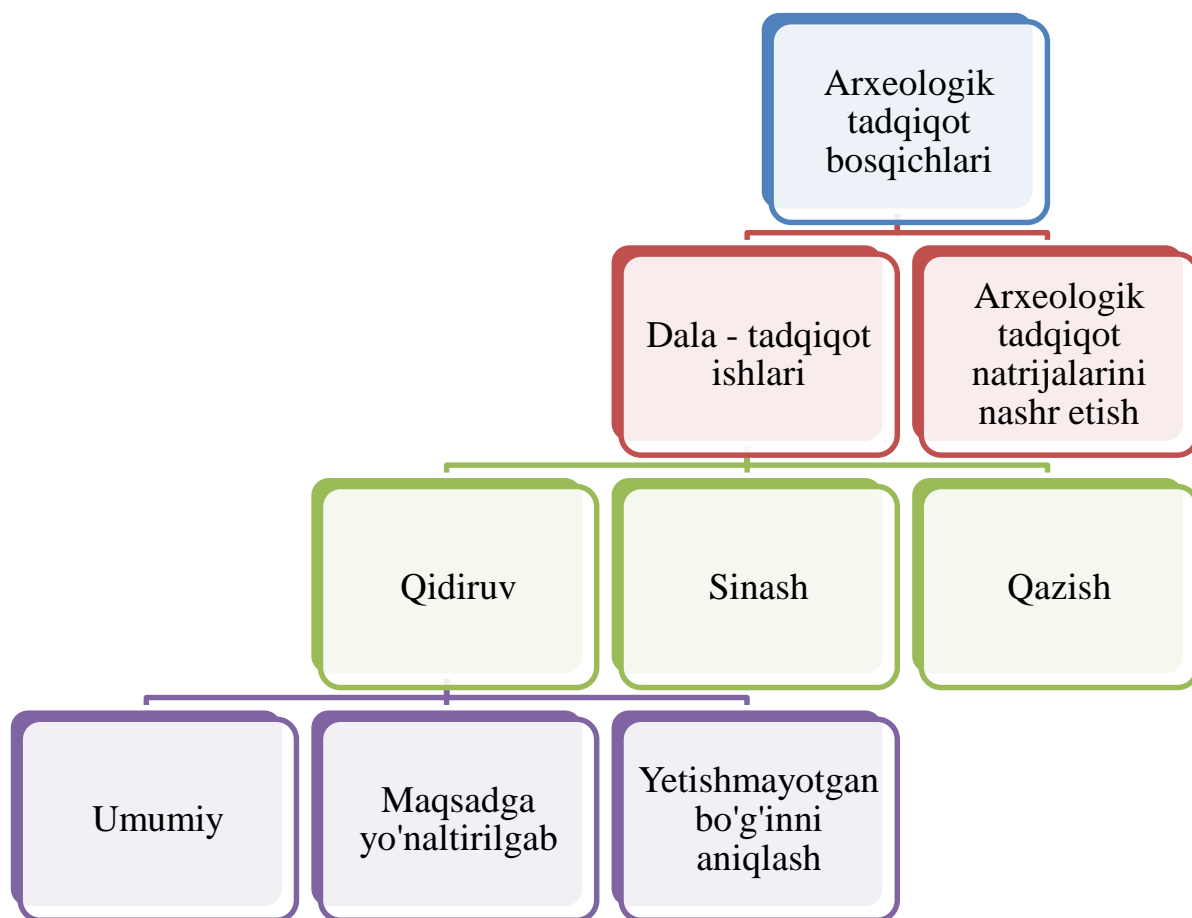 Arxeologik
tadqiqot
bosqichlari
Dala - tadqiqot
ishlari
Arxeologik
tadqiqot
natrijalarini
nashr etish
Qidiruv
Sinash
Qazish
Umumiy
Maqsadga
yo'naltirilgab
Yetishmayotgan
bo'g'inni
aniqlash